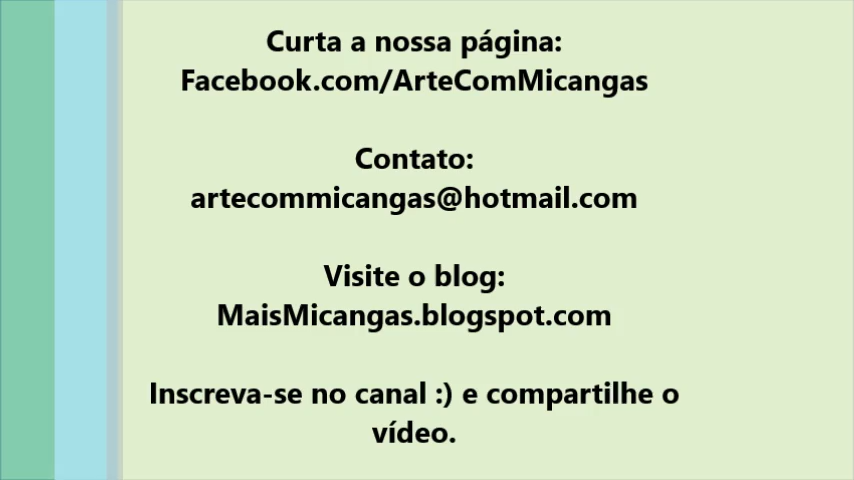 Curta a nossa página:
Facebook.com/ArteComMicangas
Contato:
artecommicangas@hotmail.com
Visite o blog:
MaisMicangas.blogspot.com
Inscreva-se no canal :) e compartilhe o
vídeo.